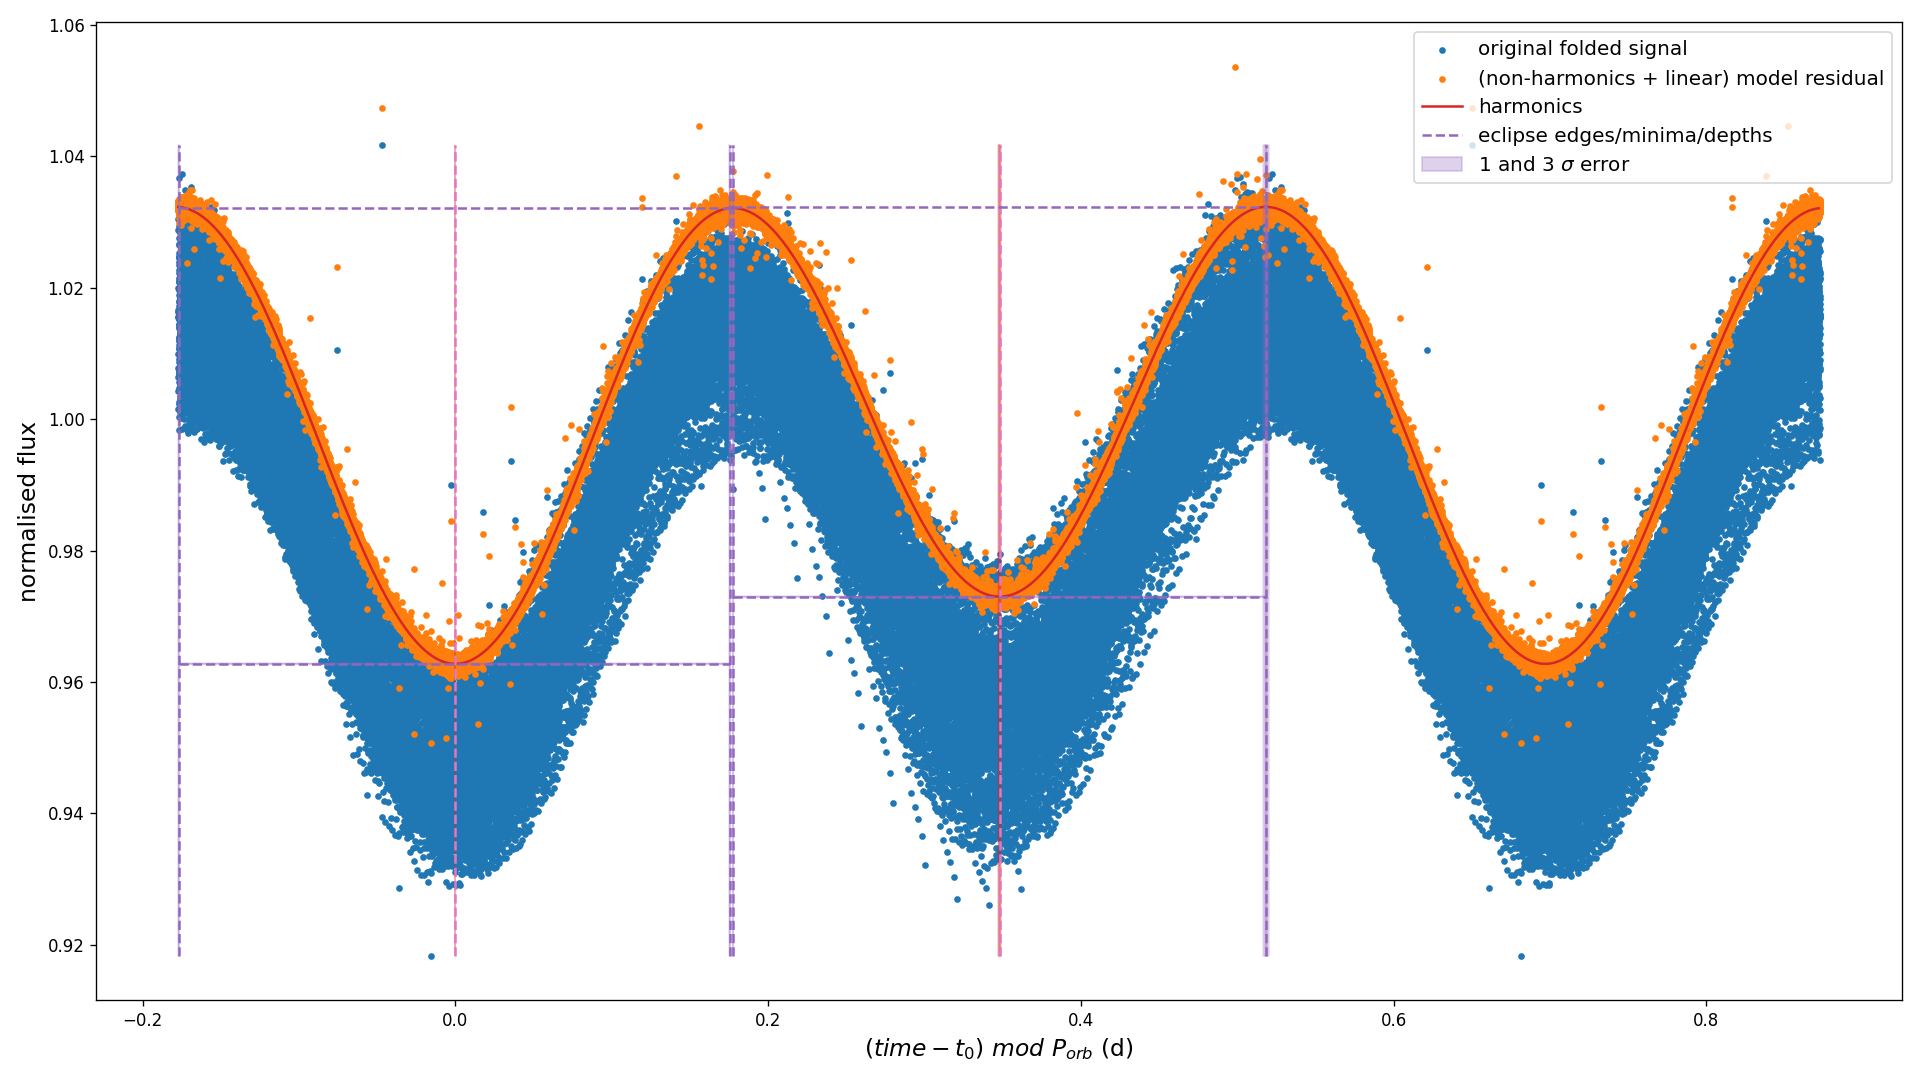 1.06
1.04
1.02
1.00
0.98
0.96
0.94
0.92
normalised flux
original folded signal
(non-harmonics + linear) model residual
harmonics
eclipse edges/minima/depths
1 and 3 σ error
−0.2 0.0 0.2 0.4 0.6 0.8
(time − t₀) mod P_orb (d)